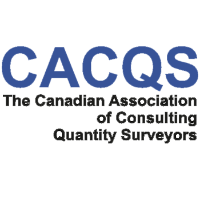 CACQS
The Canadian Association
of Consulting
Quantity Surveyors